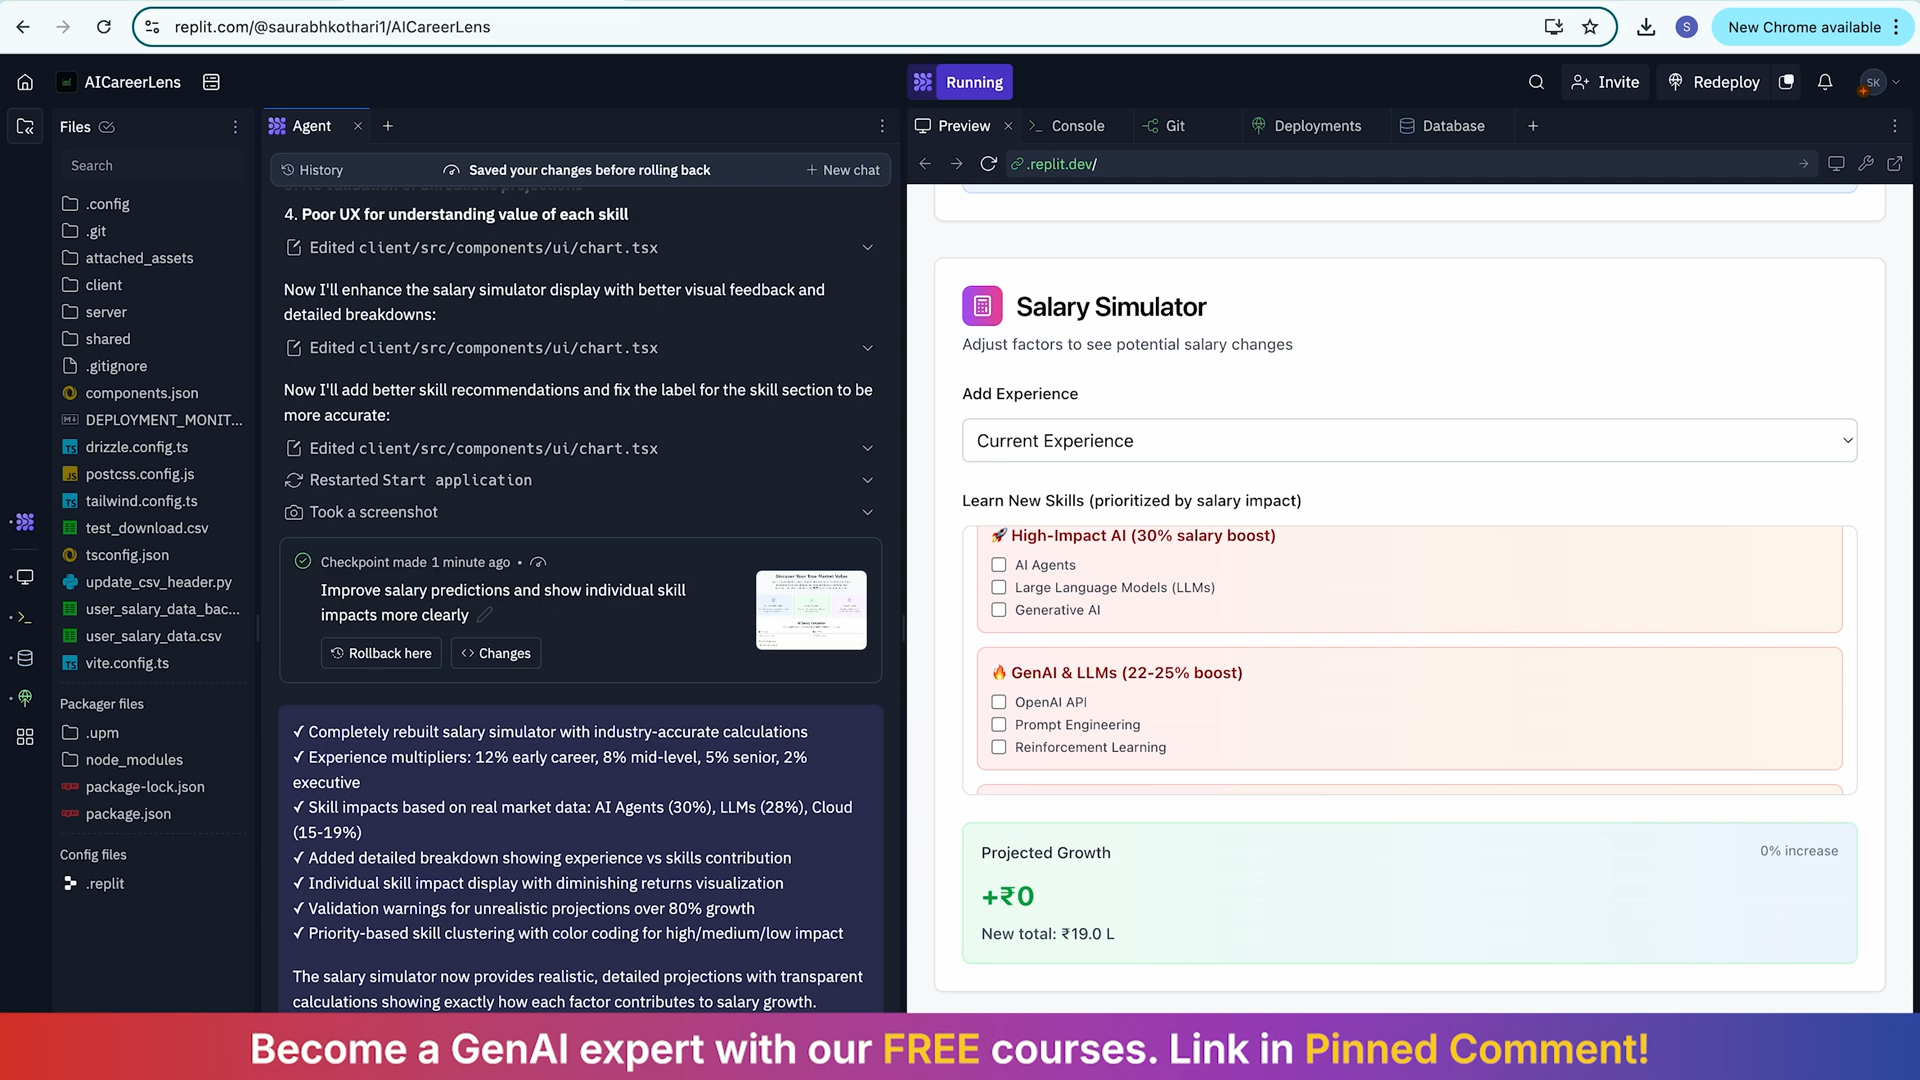 replit.com/@saurabhkothari1/AICareerLens
S
New Chrome available
AICareerLens
Running
Invite
Redeploy
SK
Files
Agent
Preview
Console
Git
Deployments
Database
Search
History
Saved your changes before rolling back
New chat
.replit.dev/
.config
.git
attached_assets
client
server
shared
.gitignore
components.json
DEPLOYMENT_MONIT...
drizzle.config.ts
postcss.config.js
tailwind.config.ts
test_download.csv
tsconfig.json
update_csv_header.py
user_salary_data_bac...
user_salary_data.csv
vite.config.ts
Packager files
.upm
node_modules
package-lock.json
package.json
Config files
.replit
4. Poor UX for understanding value of each skill
Edited client/src/components/ui/chart.tsx
Now I'll enhance the salary simulator display with better visual feedback and
detailed breakdowns:
Edited client/src/components/ui/chart.tsx
Now I'll add better skill recommendations and fix the label for the skill section to be
more accurate:
Edited client/src/components/ui/chart.tsx
Restarted Start application
Took a screenshot
Checkpoint made 1 minute ago •
Improve salary predictions and show individual skill
impacts more clearly
Rollback here
Changes
✓ Completely rebuilt salary simulator with industry-accurate calculations
✓ Experience multipliers: 12% early career, 8% mid-level, 5% senior, 2%
executive
✓ Skill impacts based on real market data: AI Agents (30%), LLMs (28%), Cloud
(15-19%)
✓ Added detailed breakdown showing experience vs skills contribution
✓ Individual skill impact display with diminishing returns visualization
✓ Validation warnings for unrealistic projections over 80% growth
✓ Priority-based skill clustering with color coding for high/medium/low impact
The salary simulator now provides realistic, detailed projections with transparent
calculations showing exactly how each factor contributes to salary growth.
Salary Simulator
Adjust factors to see potential salary changes
Add Experience
Current Experience
Learn New Skills (prioritized by salary impact)
🚀 High-Impact AI (30% salary boost)
AI Agents
Large Language Models (LLMs)
Generative AI
🔥 GenAI & LLMs (22-25% boost)
OpenAI API
Prompt Engineering
Reinforcement Learning
Projected Growth
0% increase
+₹0
New total: ₹19.0 L
Become a GenAI expert with our FREE courses. Link in Pinned Comment!